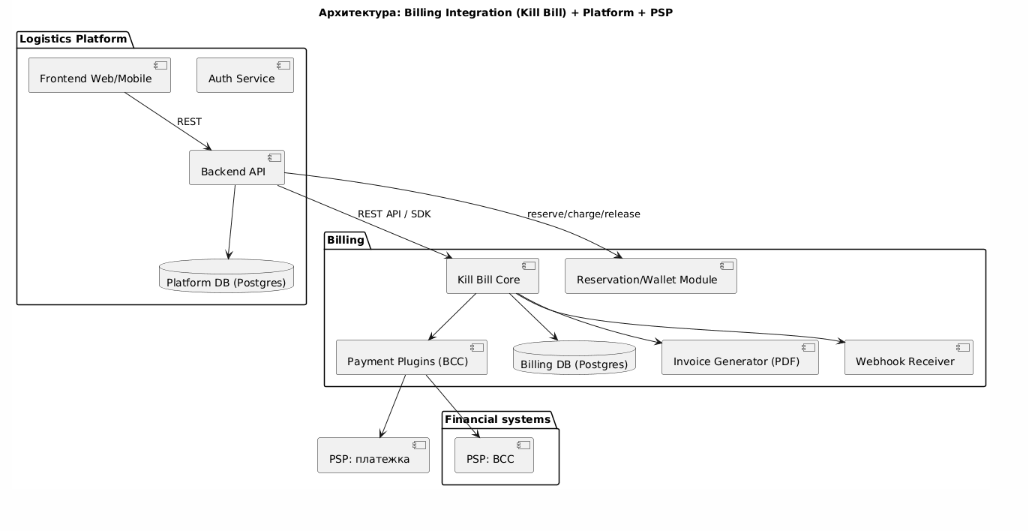 Архитектура: Billing Integration (Kill Bill) + Platform + PSP
Logistics Platform
Frontend Web/Mobile
Auth Service
REST
Backend API
REST API / SDK
reserve/charge/release
Billing
Platform DB (Postgres)
Kill Bill Core
Reservation/Wallet Module
Payment Plugins (BCC)
Billing DB (Postgres)
Invoice Generator (PDF)
Webhook Receiver
Financial systems
PSP: платежка
PSP: BCC